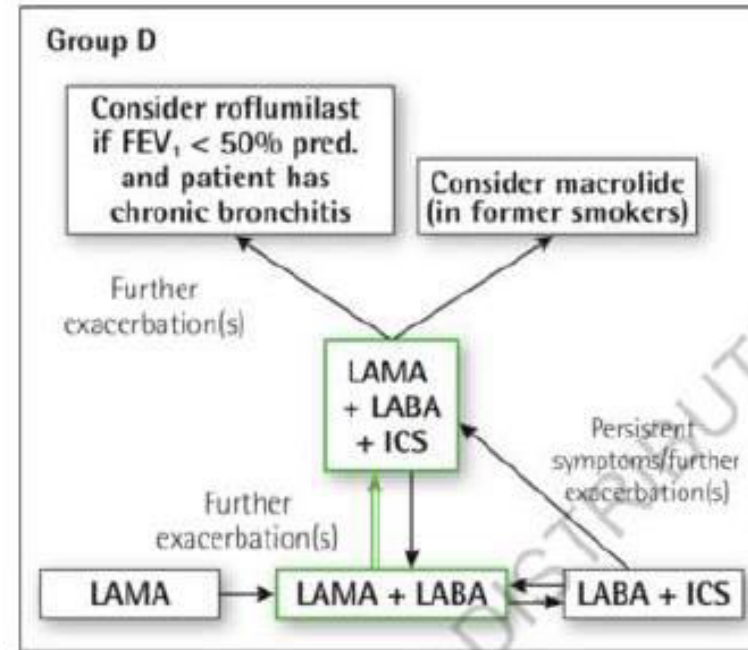 Group D
Consider roflumilast
if FEV₁ < 50% pred.
and patient has
chronic bronchitis
Consider macrolide
(in former smokers)
Further
exacerbation(s)
LAMA
+ LABA
+ ICS
Persistent
symptoms/further
exacerbation(s)
Further
exacerbation(s)
LAMA
LAMA + LABA
LABA + ICS
DISTRIBUT